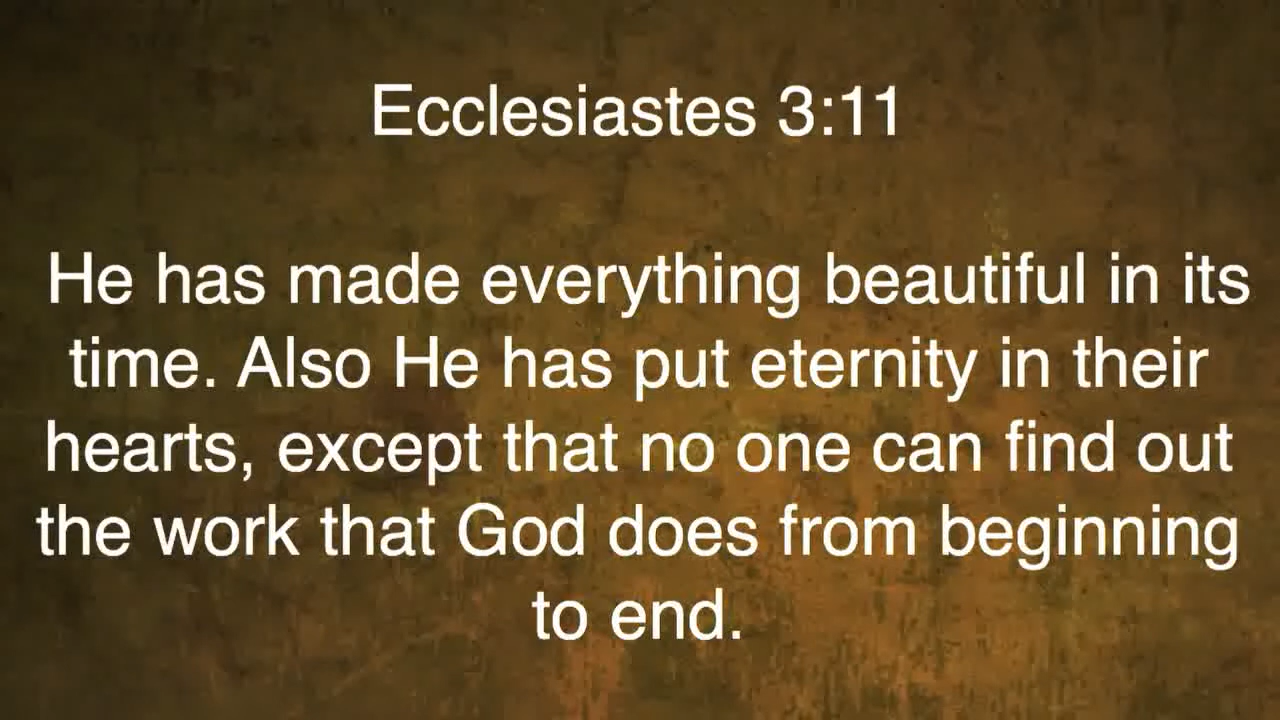 Ecclesiastes 3:11
He has made everything beautiful in its
time. Also He has put eternity in their
hearts, except that no one can find out
the work that God does from beginning
to end.